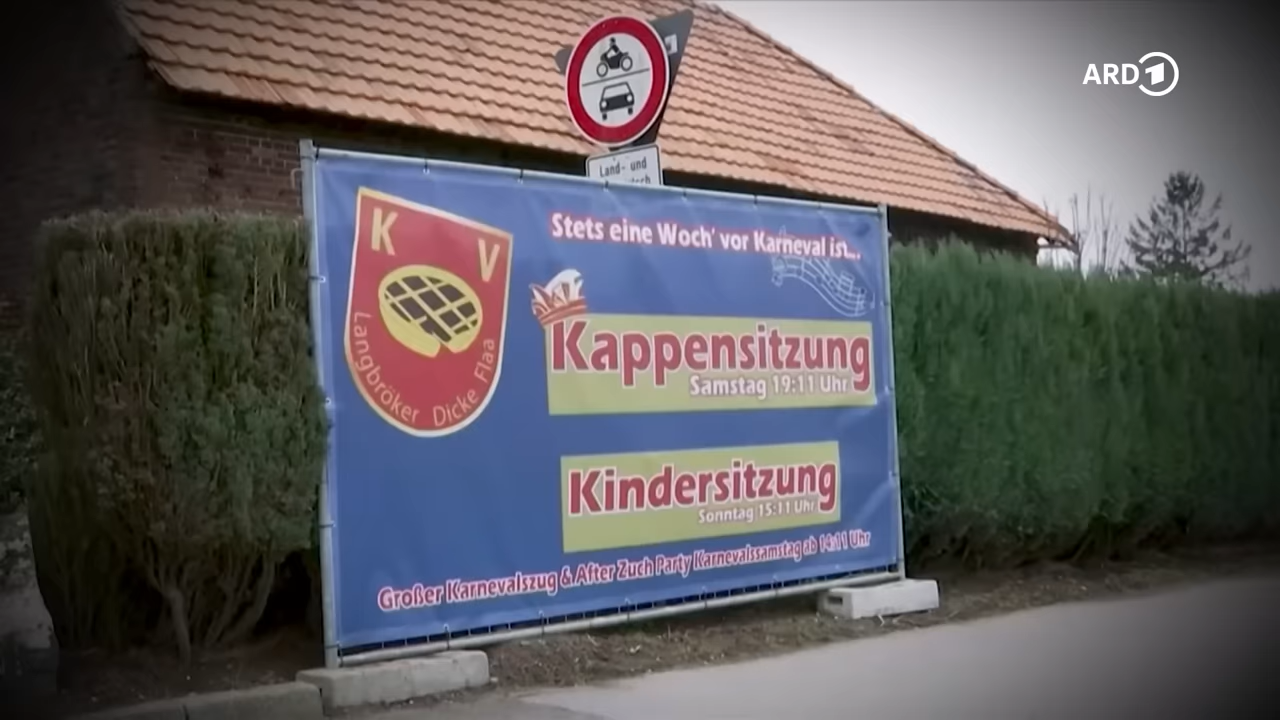 ARD 1
Land- und
K V
Langbröker Dicke Flaa
Stets eine Woch' vor Karneval ist...
Kappensitzung
Samstag 19:11 Uhr
Kindersitzung
Sonntag 15:11 Uhr
Großer Karnevalszug & After Zuch Party Karnevalssamstag ab 14:11 Uhr